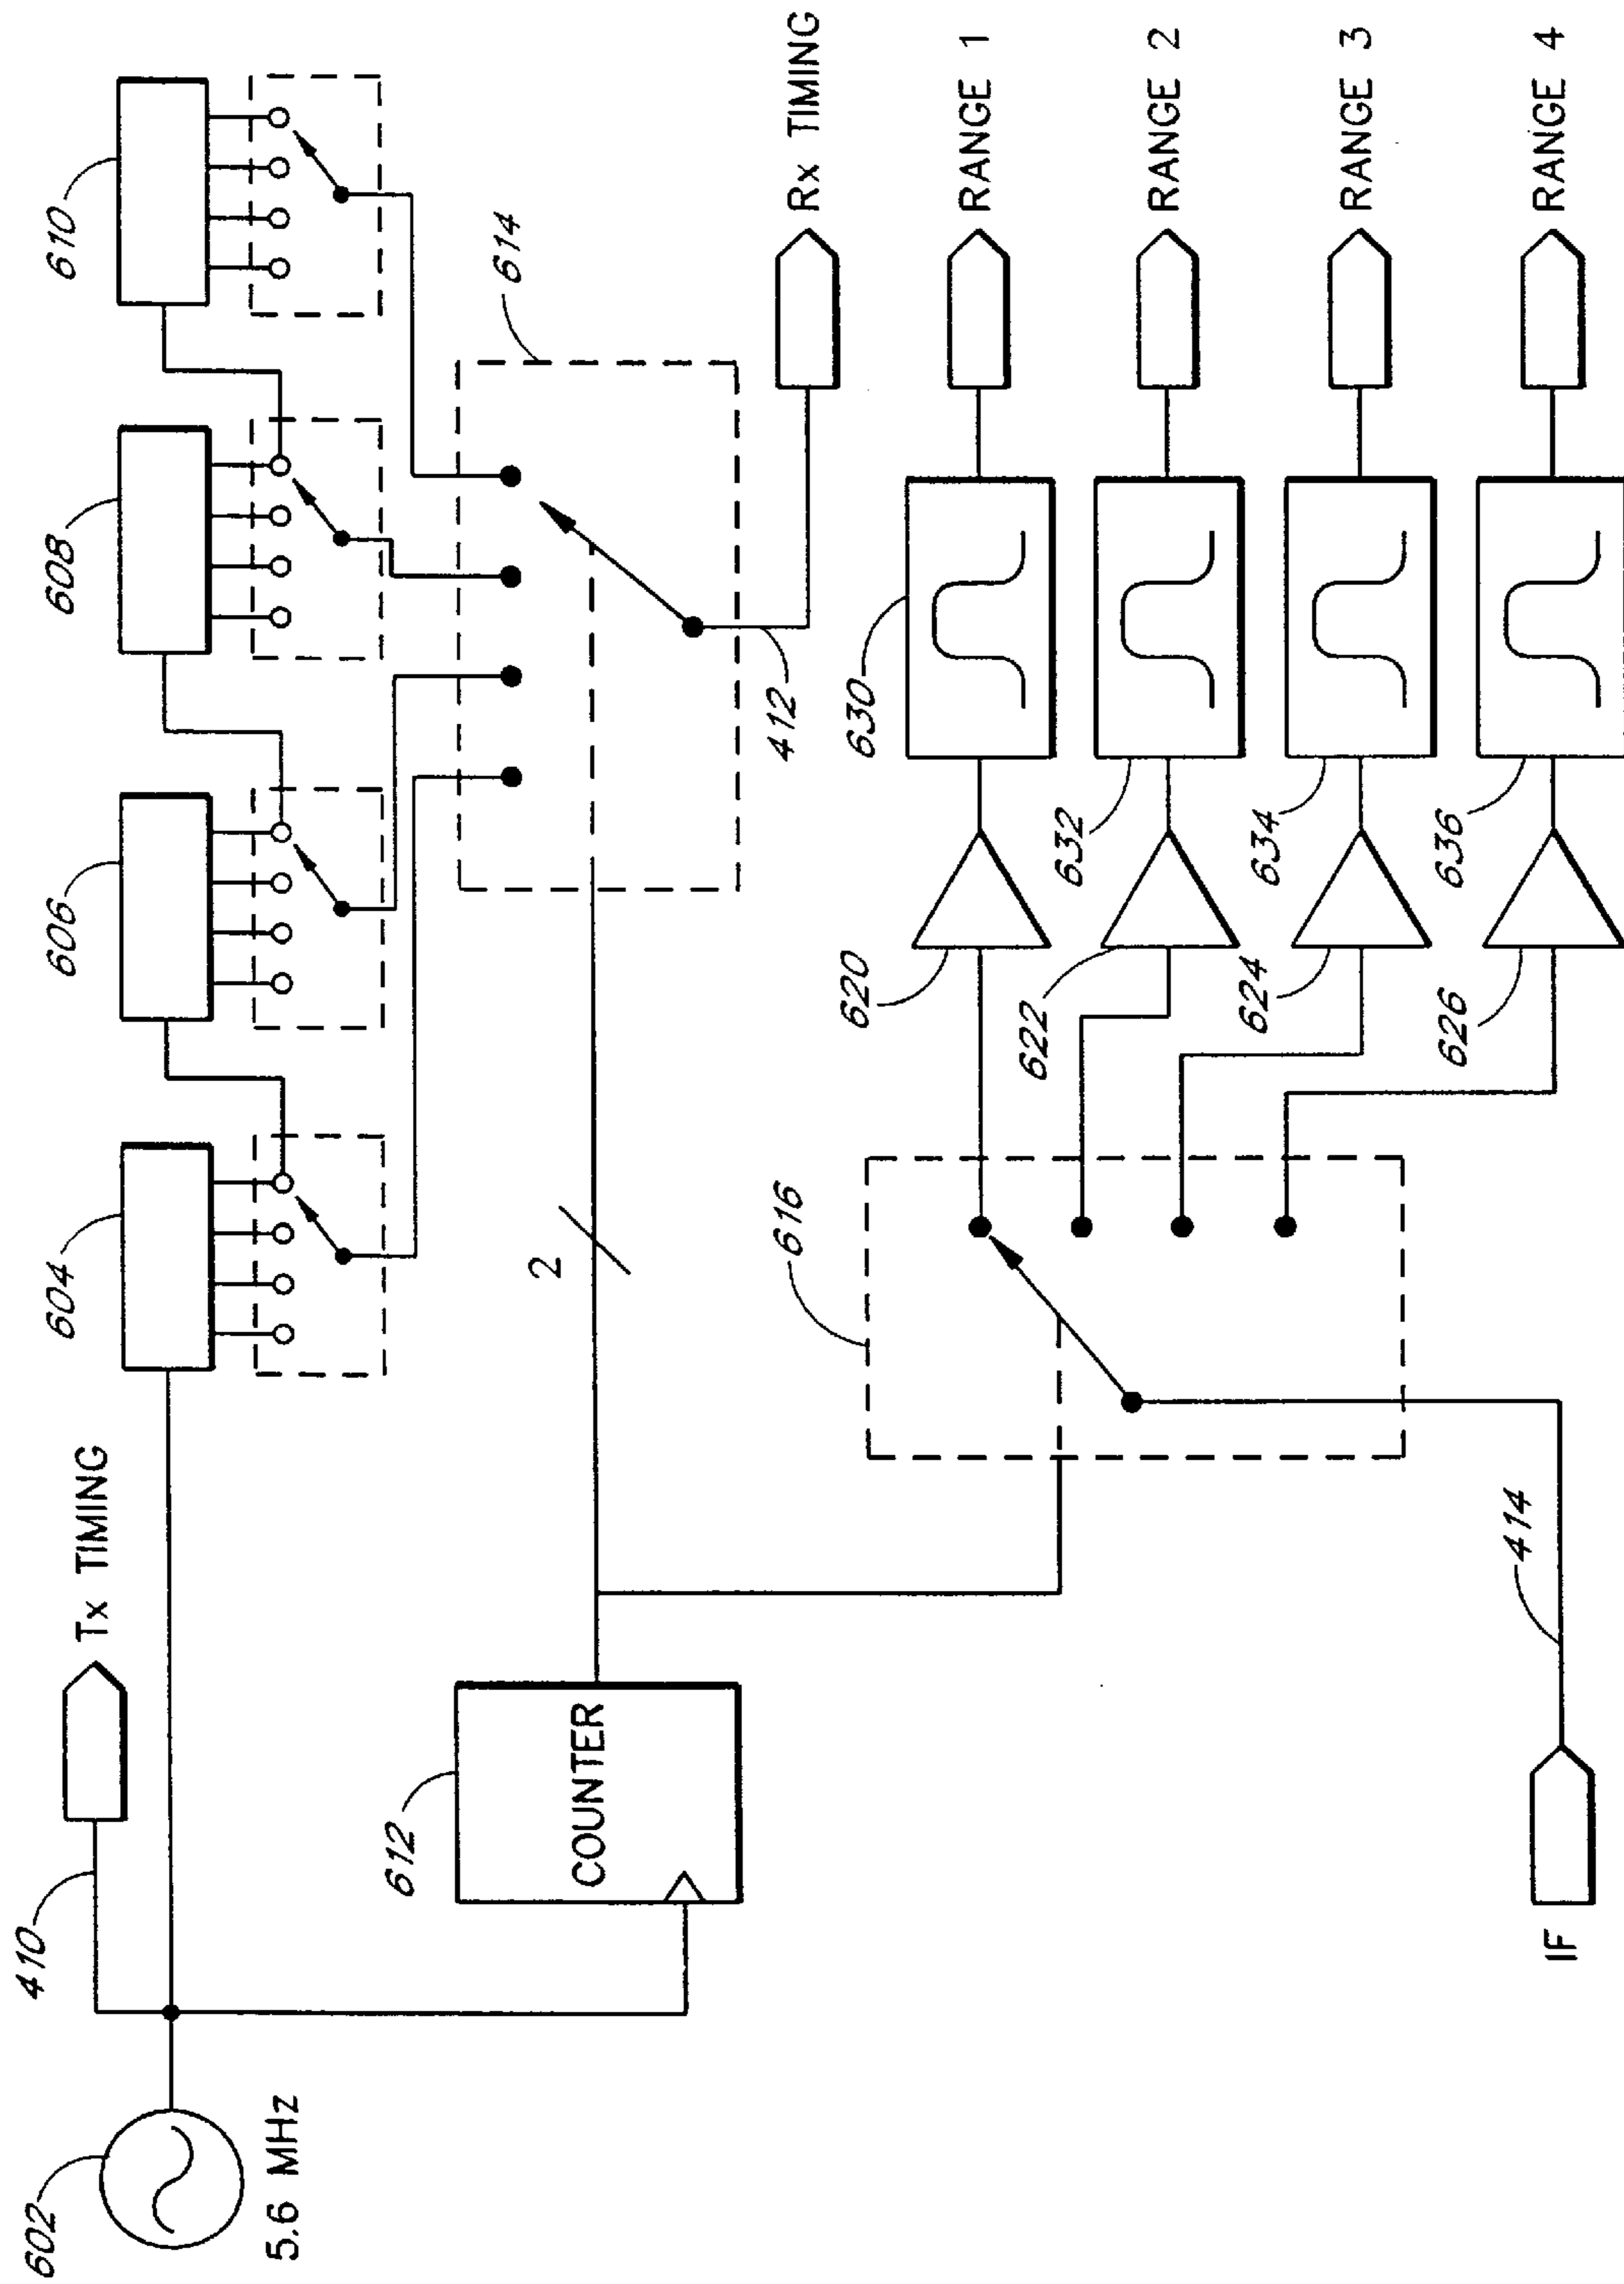 410
Tx TIMING
602
5.6 MHz
604
606
608
610
612
COUNTER
2
614
412
Rx TIMING
616
620
630
RANGE 1
622
632
RANGE 2
624
634
RANGE 3
626
636
RANGE 4
414
IF